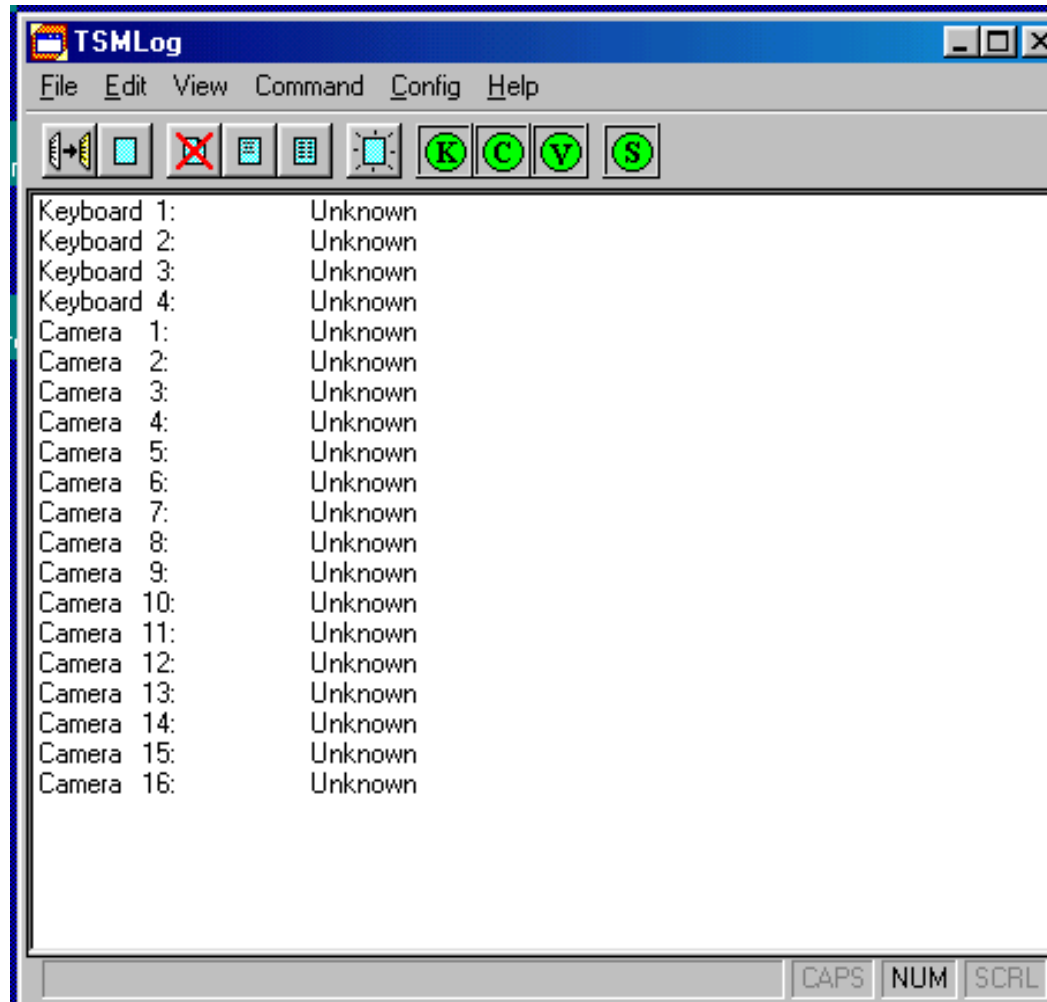 TSMLog
File Edit View Command Config Help
K C V S
Keyboard 1: Unknown
Keyboard 2: Unknown
Keyboard 3: Unknown
Keyboard 4: Unknown
Camera 1: Unknown
Camera 2: Unknown
Camera 3: Unknown
Camera 4: Unknown
Camera 5: Unknown
Camera 6: Unknown
Camera 7: Unknown
Camera 8: Unknown
Camera 9: Unknown
Camera 10: Unknown
Camera 11: Unknown
Camera 12: Unknown
Camera 13: Unknown
Camera 14: Unknown
Camera 15: Unknown
Camera 16: Unknown
CAPS NUM SCRL